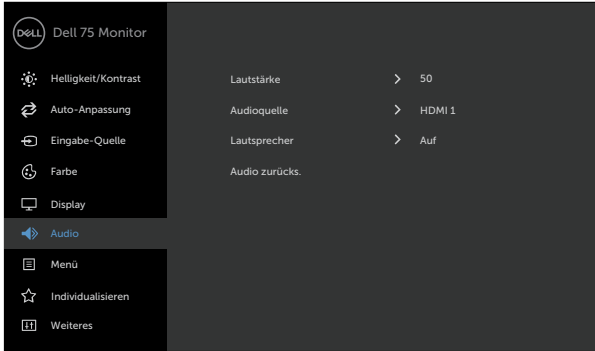 DELL Dell 75 Monitor
Helligkeit/Kontrast
Auto-Anpassung
Eingabe-Quelle
Farbe
Display
Audio
Menü
Individualisieren
Weiteres
Lautstärke > 50
Audioquelle > HDMI 1
Lautsprecher > Auf
Audio zurücks.